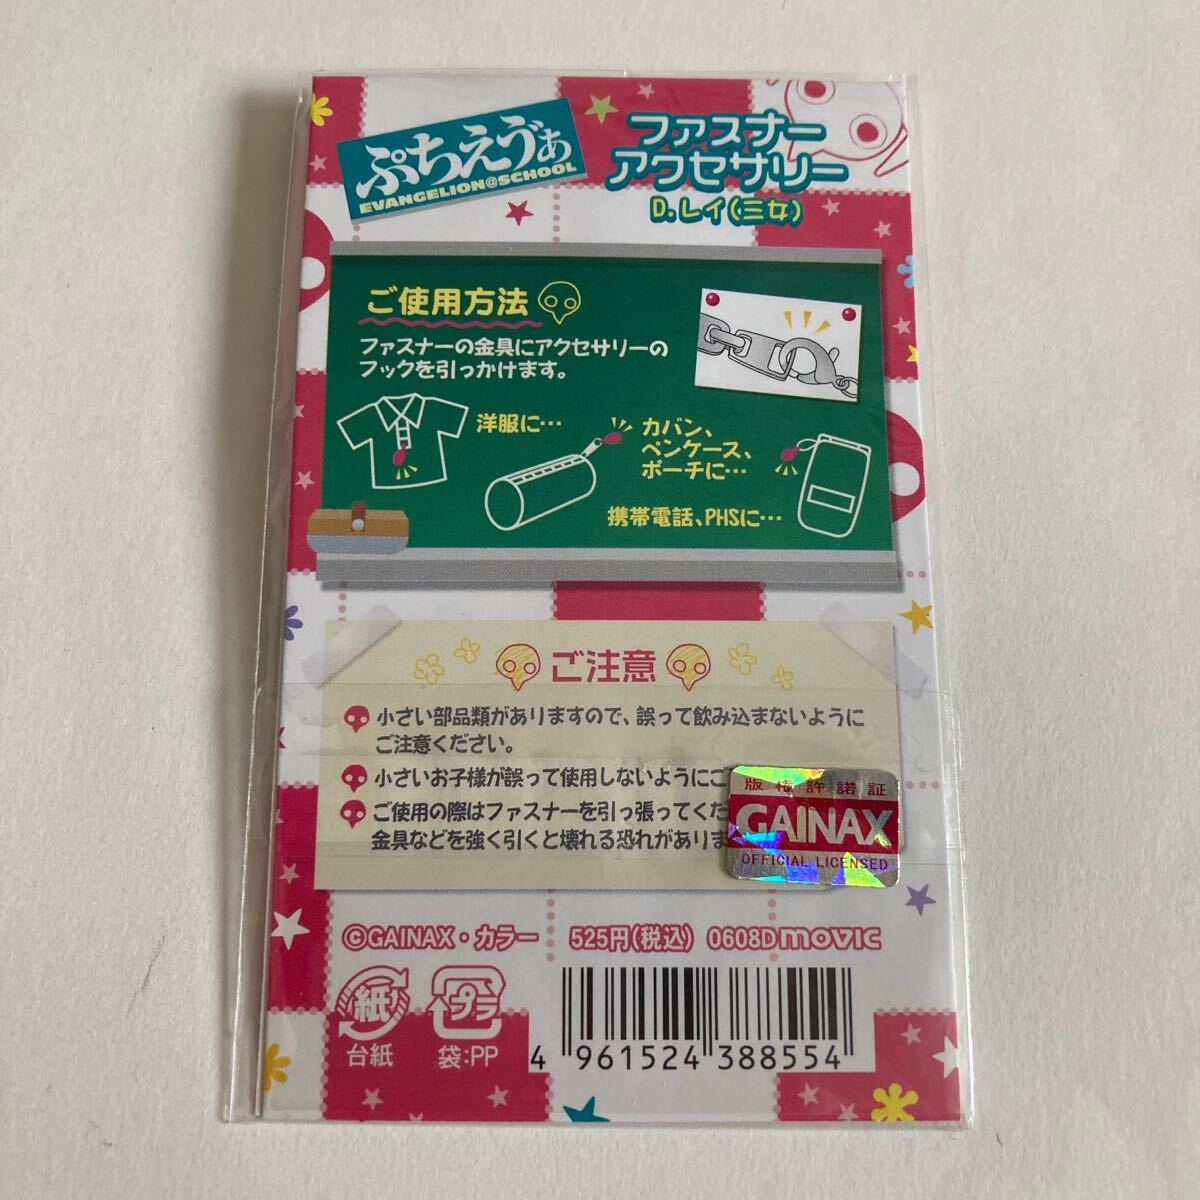 ぷちえゔぁ
EVANGELION@SCHOOL
ファスナー
アクセサリー
D.レイ(三女)
ご使用方法
ファスナーの金具にアクセサリーの
フックを引っかけます。
洋服に…
カバン、
ペンケース、
ポーチに…
携帯電話、PHSに…
ご注意
小さい部品類がありますので、誤って飲み込まないように
ご注意ください。
小さいお子様が誤って使用しないようにご
ご使用の際はファスナーを引っ張ってくだ
金具などを強く引くと壊れる恐れがありま
版権許諾証
GAINAX
OFFICIAL LICENSED
©GAINAX・カラー 525円(税込) 0608D movic
紙
台紙
プラ
袋:PP
4 961524 388554